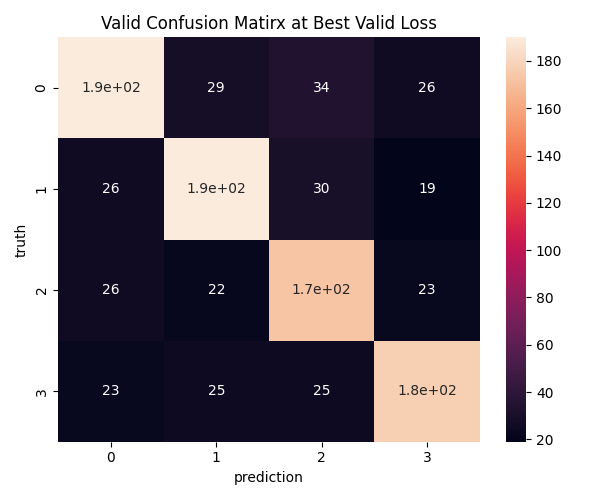 Valid Confusion Matirx at Best Valid Loss
0 1.9e+02 29 34 26
1 26 1.9e+02 30 19
2 26 22 1.7e+02 23
3 23 25 25 1.8e+02
0 1 2 3
truth
prediction
180
160
140
120
100
80
60
40
20